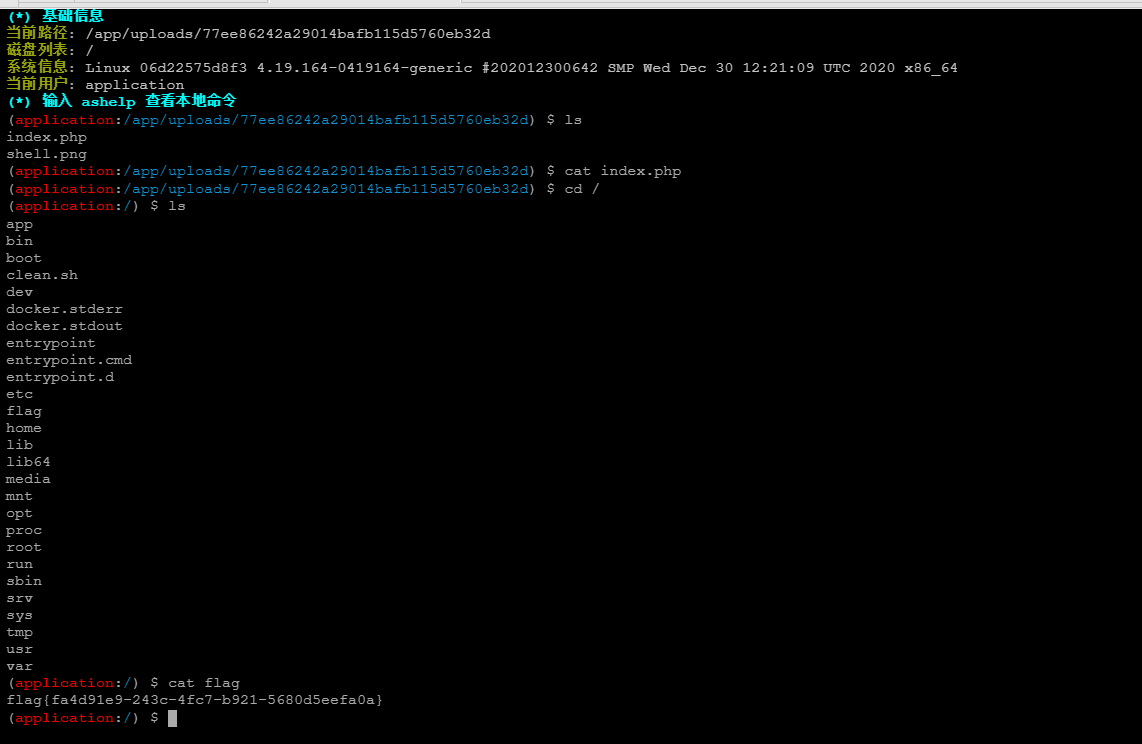 (*) 基础信息
当前路径: /app/uploads/77ee86242a29014bafb115d5760eb32d
磁盘列表: /
系统信息: Linux 06d22575d8f3 4.19.164-0419164-generic #202012300642 SMP Wed Dec 30 12:21:09 UTC 2020 x86_64
当前用户: application
(*) 输入 ashelp 查看本地命令
(application:/app/uploads/77ee86242a29014bafb115d5760eb32d) $ ls
index.php
shell.png
(application:/app/uploads/77ee86242a29014bafb115d5760eb32d) $ cat index.php
(application:/app/uploads/77ee86242a29014bafb115d5760eb32d) $ cd /
(application:/) $ ls
app
bin
boot
clean.sh
dev
docker.stderr
docker.stdout
entrypoint
entrypoint.cmd
entrypoint.d
etc
flag
home
lib
lib64
media
mnt
opt
proc
root
run
sbin
srv
sys
tmp
usr
var
(application:/) $ cat flag
flag{fa4d91e9-243c-4fc7-b921-5680d5eefa0a}
(application:/) $